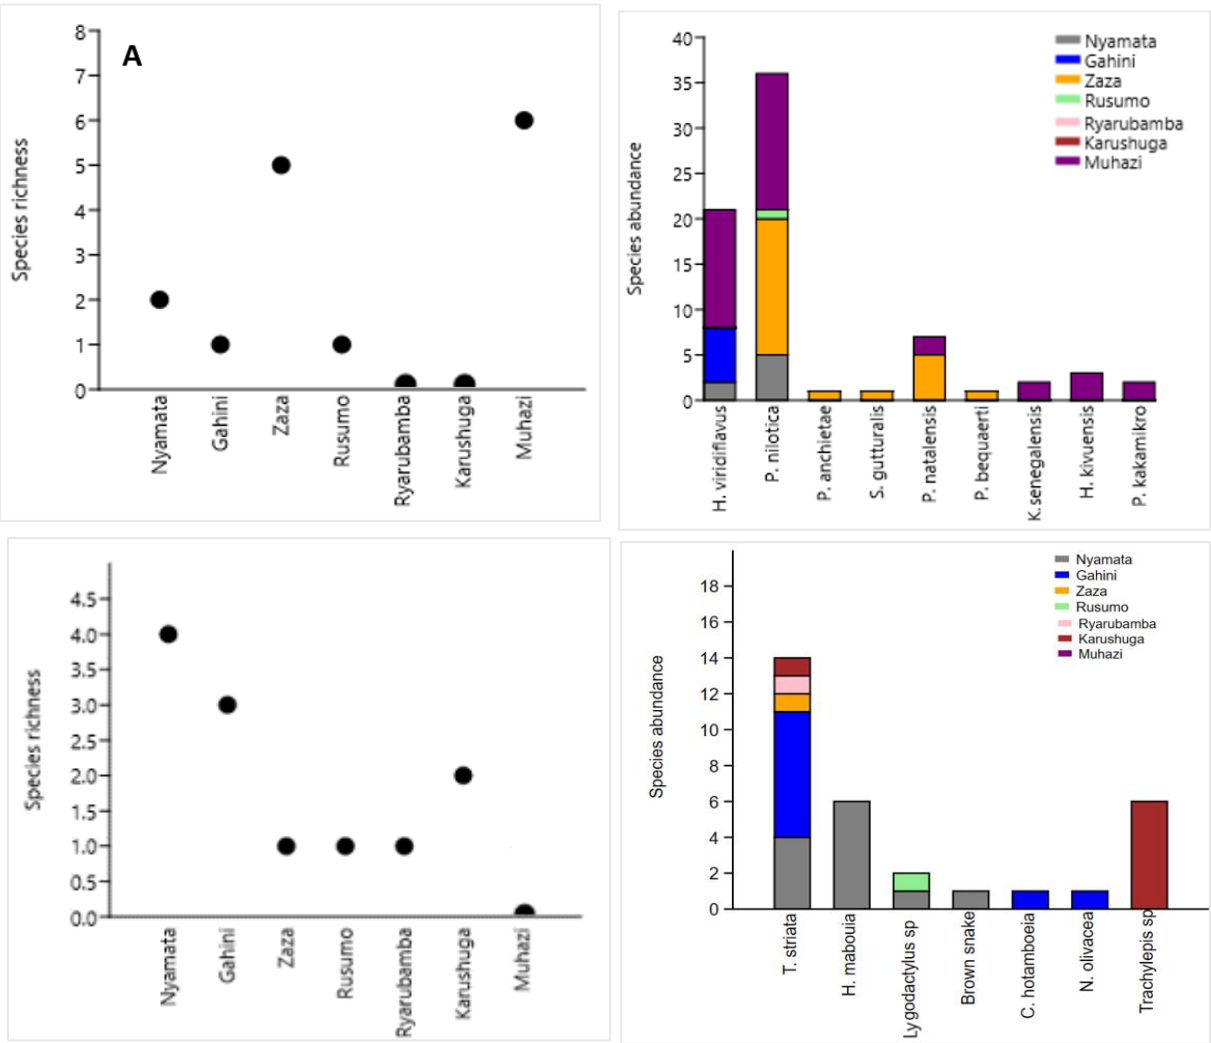 A
Species richness
8
7
6
5
4
3
2
1
0
Nyamata
Gahini
Zaza
Rusumo
Ryarubamba
Karushuga
Muhazi
Species abundance
40
35
30
25
20
15
10
5
0
Nyamata
Gahini
Zaza
Rusumo
Ryarubamba
Karushuga
Muhazi
H. viridiflavus
P. nilotica
P. anchietae
S. gutturalis
P. natalensis
P. bequaerti
K.senegalensis
H. kivuensis
P. kakamikro
Species richness
4.5
4.0
3.5
3.0
2.5
2.0
1.5
1.0
0.5
0.0
Nyamata
Gahini
Zaza
Rusumo
Ryarubamba
Karushuga
Muhazi
Species abundance
18
16
14
12
10
8
6
4
2
0
Nyamata
Gahini
Zaza
Rusumo
Ryarubamba
Karushuga
Muhazi
T. striata
H. mabouia
Lygodactylus sp
Brown snake
C. hotamboeia
N. olivacea
Trachylepis sp